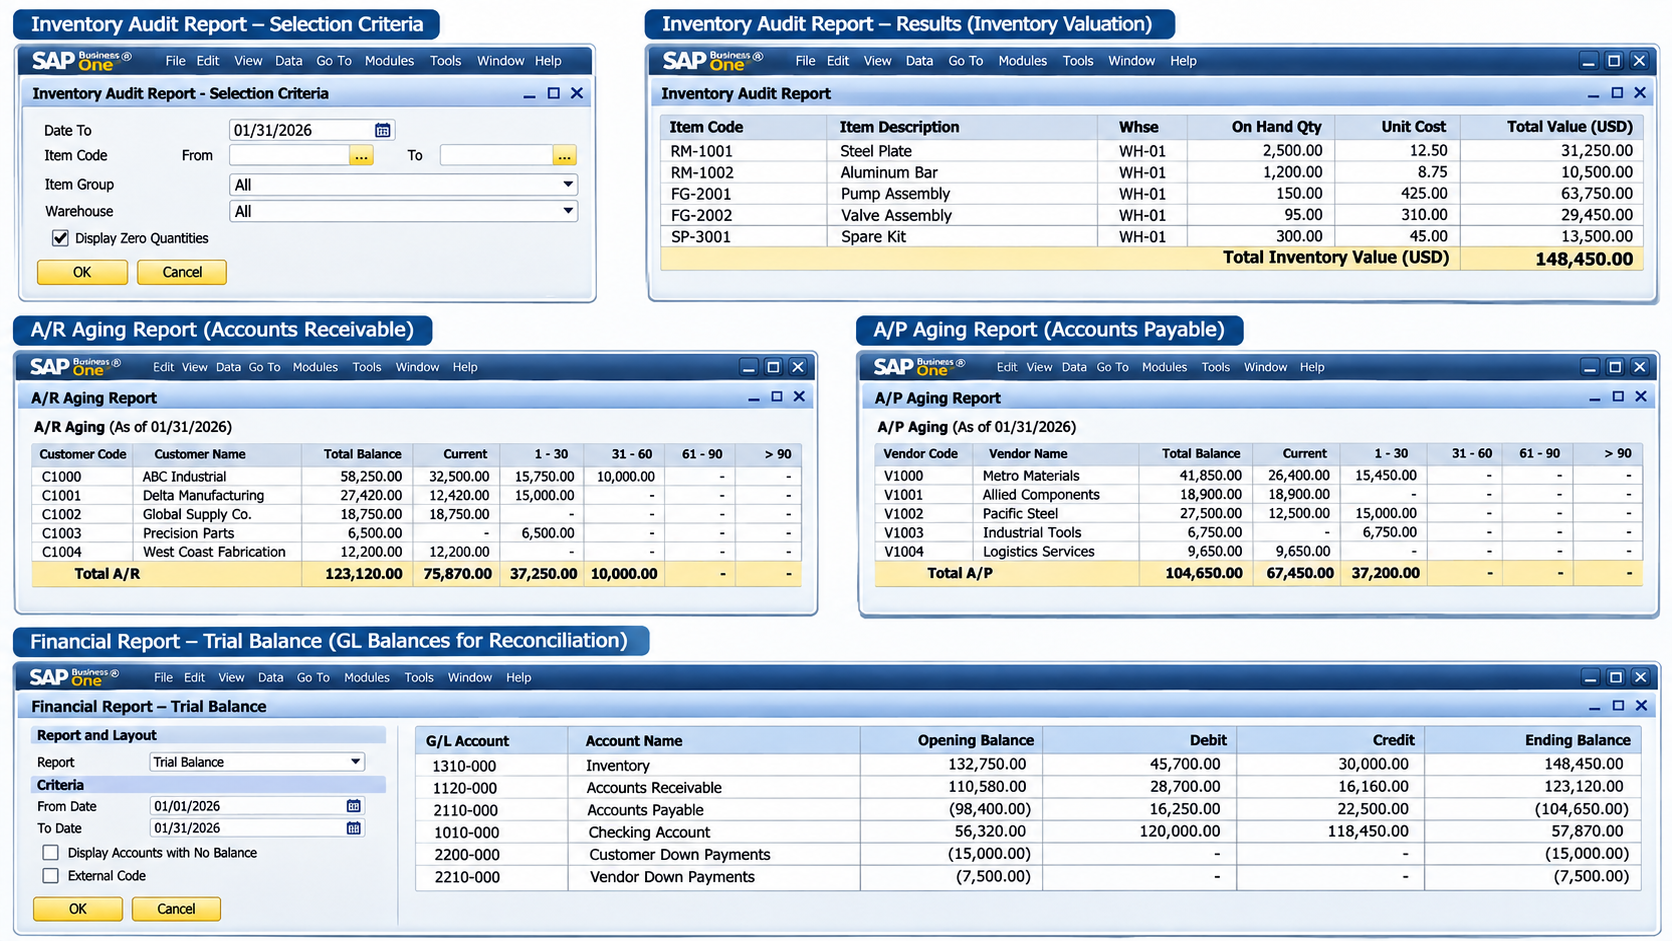 Inventory Audit Report – Selection Criteria
SAP Business One® File Edit View Data Go To Modules Tools Window Help
Inventory Audit Report - Selection Criteria
Date To 01/31/2026
Item Code From ... To ...
Item Group All
Warehouse All
Display Zero Quantities
OK Cancel
Inventory Audit Report – Results (Inventory Valuation)
SAP Business One® File Edit View Data Go To Modules Tools Window Help
Inventory Audit Report
Item Code Item Description Whse On Hand Qty Unit Cost Total Value (USD)
RM-1001 Steel Plate WH-01 2,500.00 12.50 31,250.00
RM-1002 Aluminum Bar WH-01 1,200.00 8.75 10,500.00
FG-2001 Pump Assembly WH-01 150.00 425.00 63,750.00
FG-2002 Valve Assembly WH-01 95.00 310.00 29,450.00
SP-3001 Spare Kit WH-01 300.00 45.00 13,500.00
Total Inventory Value (USD) 148,450.00
A/R Aging Report (Accounts Receivable)
SAP Business One® Edit View Data Go To Modules Tools Window Help
A/R Aging Report
A/R Aging (As of 01/31/2026)
Customer Code Customer Name Total Balance Current 1 - 30 31 - 60 61 - 90 > 90
C1000 ABC Industrial 58,250.00 32,500.00 15,750.00 10,000.00 - -
C1001 Delta Manufacturing 27,420.00 12,420.00 15,000.00 - - -
C1002 Global Supply Co. 18,750.00 18,750.00 - - - -
C1003 Precision Parts 6,500.00 - 6,500.00 - - -
C1004 West Coast Fabrication 12,200.00 12,200.00 - - - -
Total A/R 123,120.00 75,870.00 37,250.00 10,000.00 - -
A/P Aging Report (Accounts Payable)
SAP Business One® Edit View Data Go To Modules Tools Window Help
A/P Aging Report
A/P Aging (As of 01/31/2026)
Vendor Code Vendor Name Total Balance Current 1 - 30 31 - 60 61 - 90 > 90
V1000 Metro Materials 41,850.00 26,400.00 15,450.00 - - -
V1001 Allied Components 18,900.00 18,900.00 - - - -
V1002 Pacific Steel 27,500.00 12,500.00 15,000.00 - - -
V1003 Industrial Tools 6,750.00 - 6,750.00 - - -
V1004 Logistics Services 9,650.00 9,650.00 - - - -
Total A/P 104,650.00 67,450.00 37,200.00 - - -
Financial Report – Trial Balance (GL Balances for Reconciliation)
SAP Business One® File Edit View Data Go To Modules Tools Window Help
Financial Report – Trial Balance
Report and Layout
Report Trial Balance
Criteria
From Date 01/01/2026
To Date 01/31/2026
Display Accounts with No Balance
External Code
OK Cancel
G/L Account Account Name Opening Balance Debit Credit Ending Balance
1310-000 Inventory 132,750.00 45,700.00 30,000.00 148,450.00
1120-000 Accounts Receivable 110,580.00 28,700.00 16,160.00 123,120.00
2110-000 Accounts Payable (98,400.00) 16,250.00 22,500.00 (104,650.00)
1010-000 Checking Account 56,320.00 120,000.00 118,450.00 57,870.00
2200-000 Customer Down Payments (15,000.00) - - (15,000.00)
2210-000 Vendor Down Payments (7,500.00) - - (7,500.00)